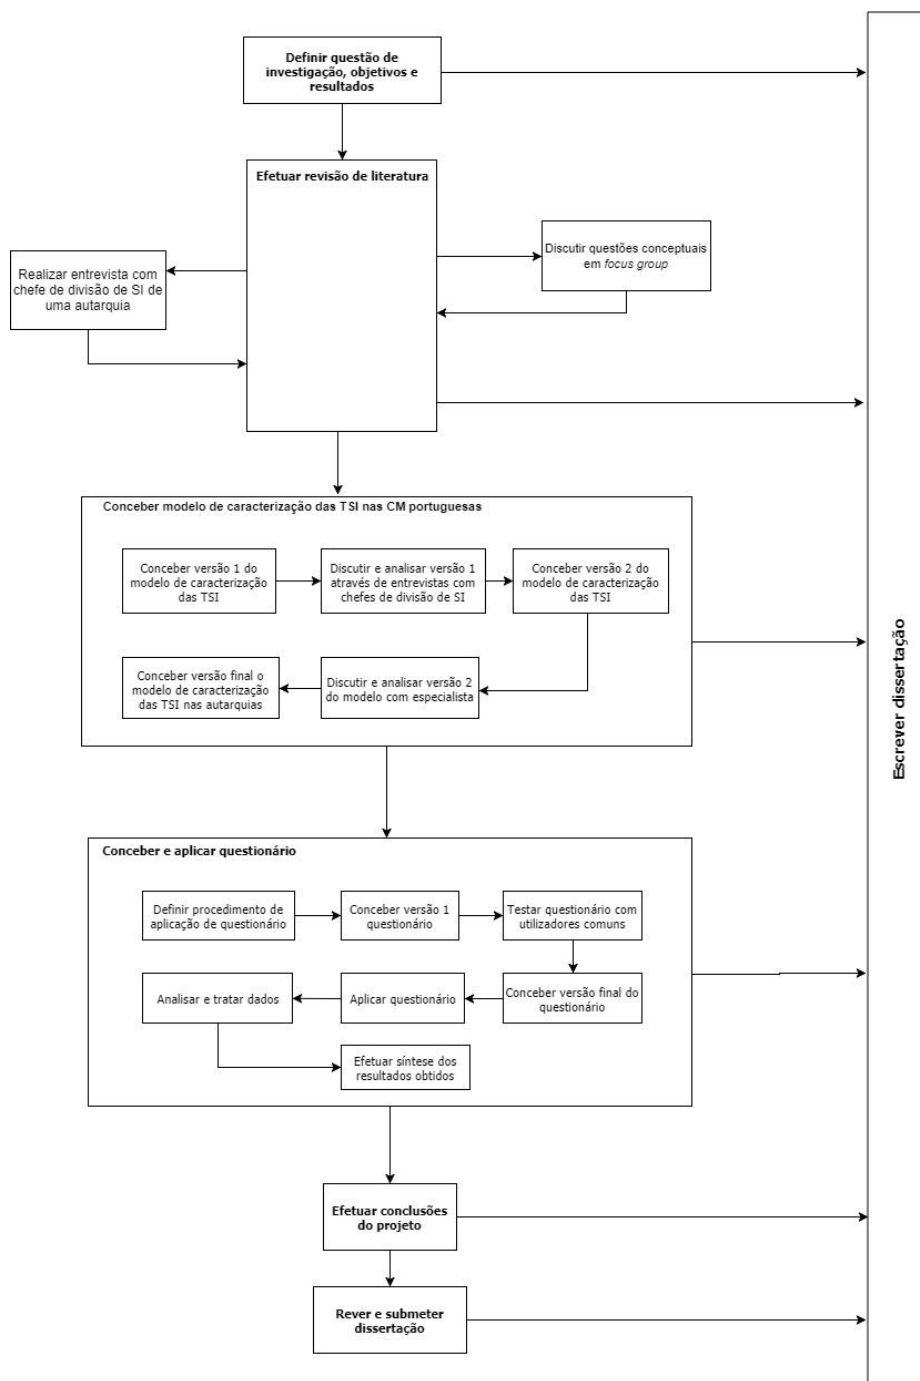 Definir questão de
investigação, objetivos e
resultados
Efetuar revisão de literatura
Discutir questões conceptuais
em focus group
Realizar entrevista com
chefe de divisão de SI de
uma autarquia
Conceber modelo de caracterização das TSI nas CM portuguesas
Conceber versão 1 do
modelo de caracterização
das TSI
Discutir e analisar versão 1
através de entrevistas com
chefes de divisão de SI
Conceber versão 2 do
modelo de caracterização
das TSI
Discutir e analisar versão 2
do modelo com especialista
Conceber versão final o
modelo de caracterização
das TSI nas autarquias
Conceber e aplicar questionário
Definir procedimento de
aplicação de questionário
Conceber versão 1
questionário
Testar questionário com
utilizadores comuns
Conceber versão final do
questionário
Aplicar questionário
Analisar e tratar dados
Efetuar síntese dos
resultados obtidos
Efetuar conclusões
do projeto
Rever e submeter
dissertação
Escrever dissertação